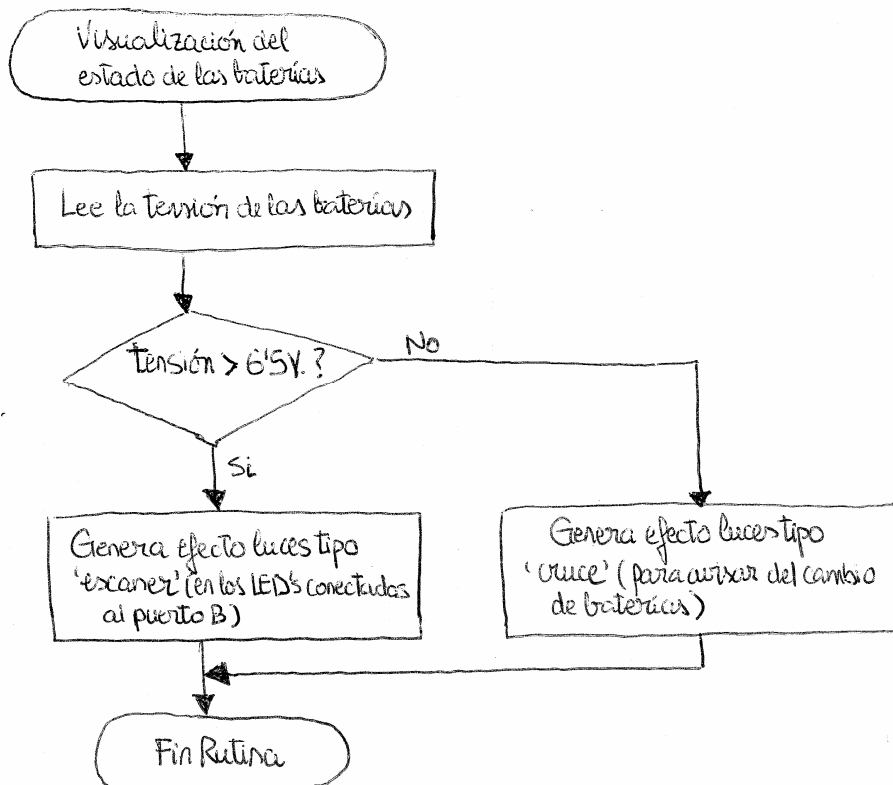 Visualización del
estado de las baterías
Lee la tensión de las baterías
Tensión > 6'5V. ?
No
Si
Genera efecto luces tipo
'escaner' (en los LED's conectados
al puerto B)
Genera efecto luces tipo
'cruce' (para avisar del cambio
de baterías)
Fin Rutina